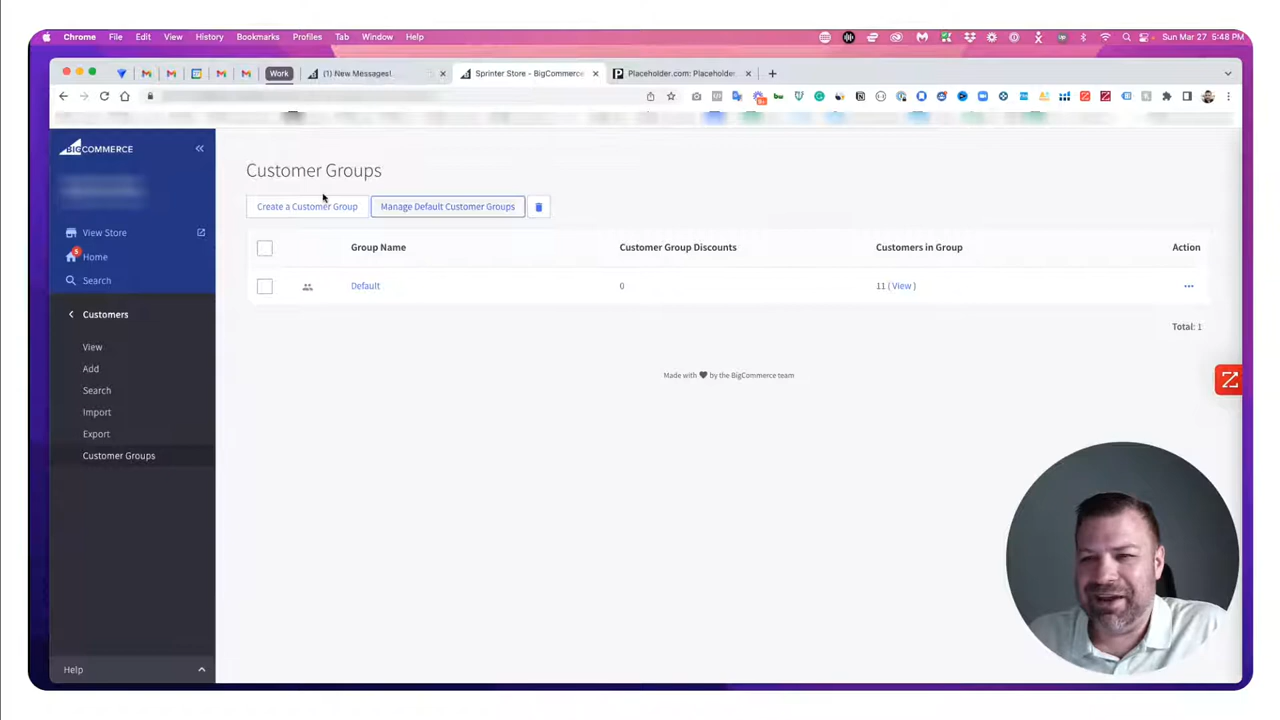 Chrome File Edit View History Bookmarks Profiles Tab Window Help Sun Mar 27 5:48 PM
Work (1) New Messages! Sprinter Store - BigCommerce Placeholder.com: Placeholder
BIGCOMMERCE
View Store
5
Home
Search
Customers
View
Add
Search
Import
Export
Customer Groups
Help
Customer Groups
Create a Customer Group Manage Default Customer Groups
Group Name Customer Group Discounts Customers in Group Action
Default 0 11 ( View ) ...
Total: 1
Made with ♥ by the BigCommerce team